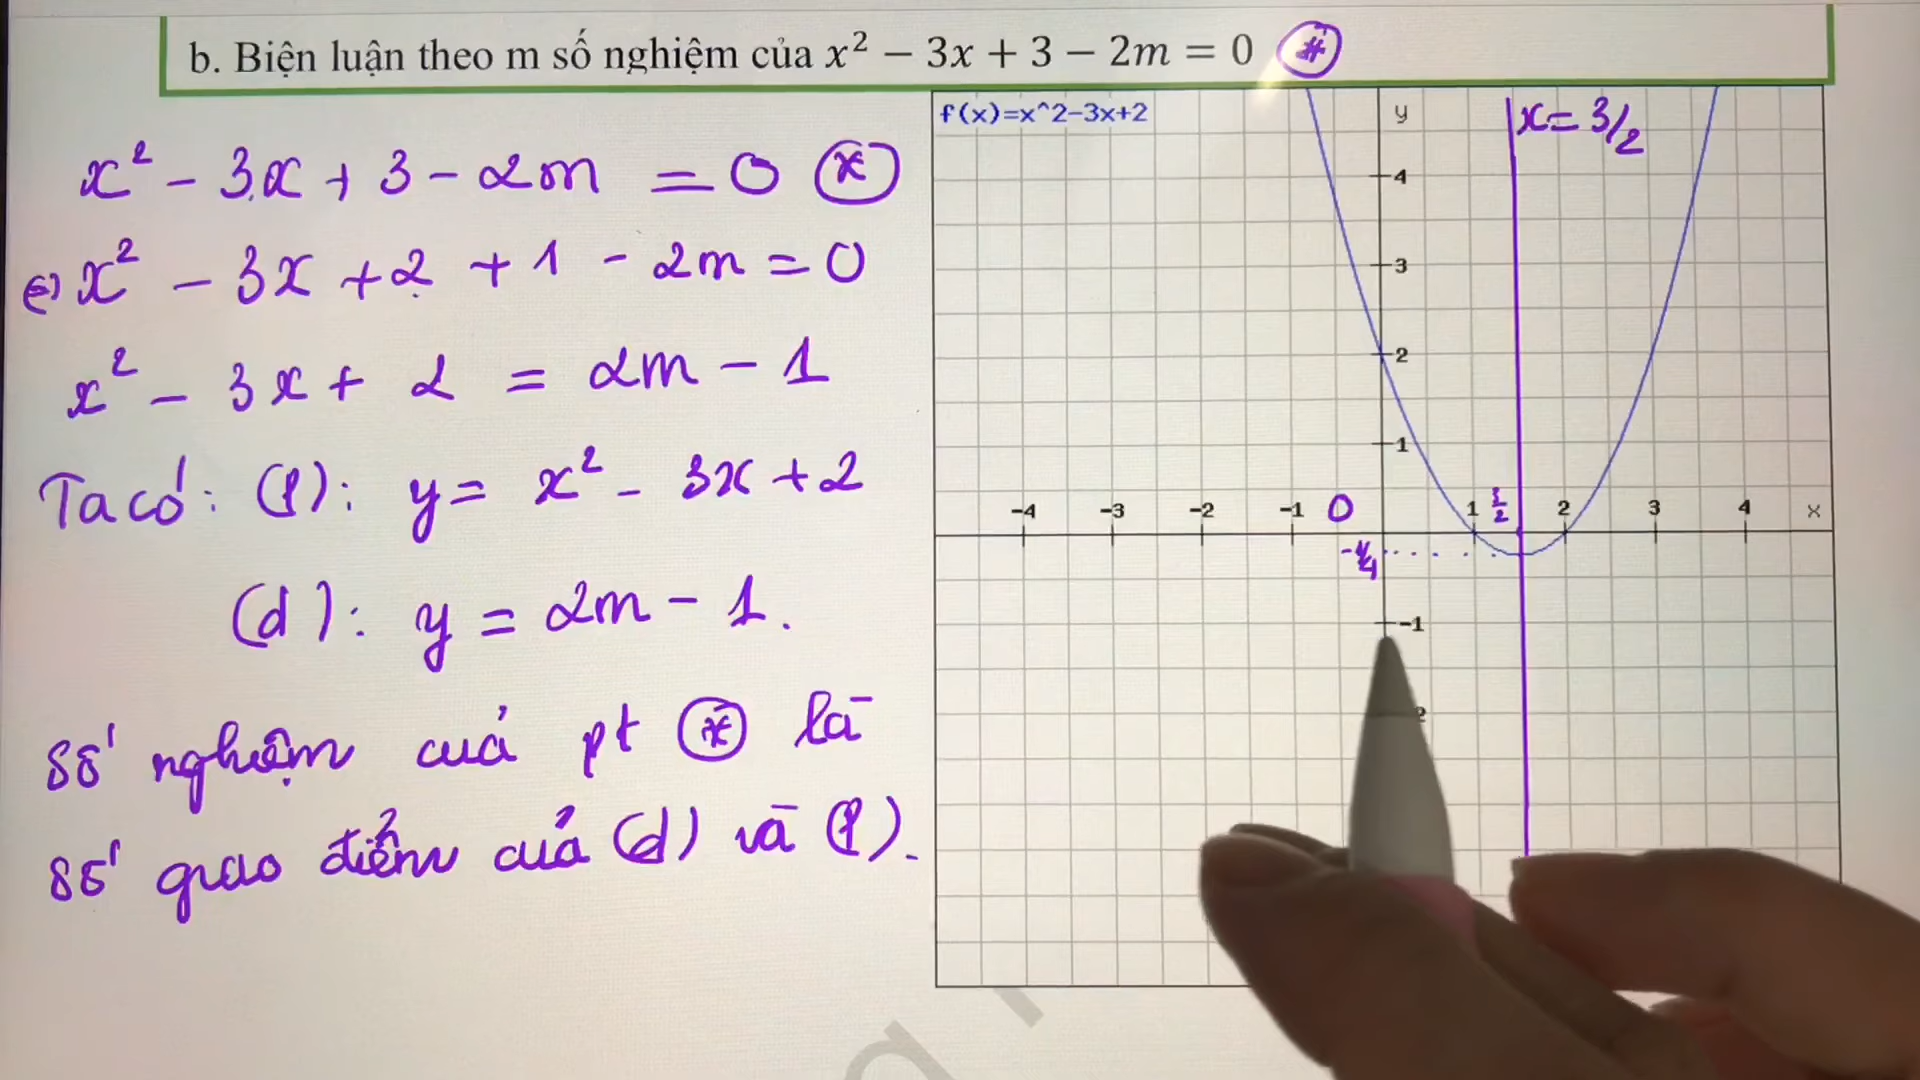 b. Biện luận theo m số nghiệm của x² − 3x + 3 − 2m = 0 (*)
x² - 3x + 3 - 2m = 0 (*)
⇔ x² - 3x + 2 + 1 - 2m = 0
x² - 3x + 2 = 2m - 1
Ta có: (P): y = x² - 3x + 2
(d): y = 2m - 1.
Số nghiệm của pt (*) là
số giao điểm của (d) và (P).
f(x)=x^2-3x+2
y
x = 3/2
4
3
2
1
-4 -3 -2 -1 0 1 3/2 2 3 4 x
-1/4
-1